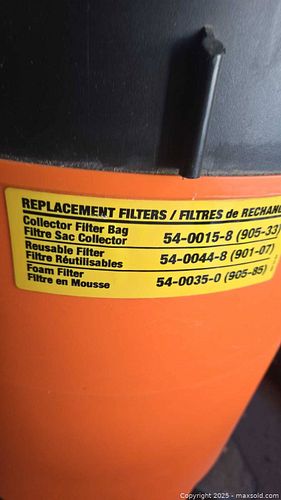 REPLACEMENT FILTERS / FILTRES de RECHAN
Collector Filter Bag
Filtre Sac Collector 54-0015-8 (905-33)
Reusable Filter
Filtre Réutilisables 54-0044-8 (901-07)
Foam Filter
Filtre en Mousse 54-0035-0 (905-85)
Copyright © 2025 - maxsold.com